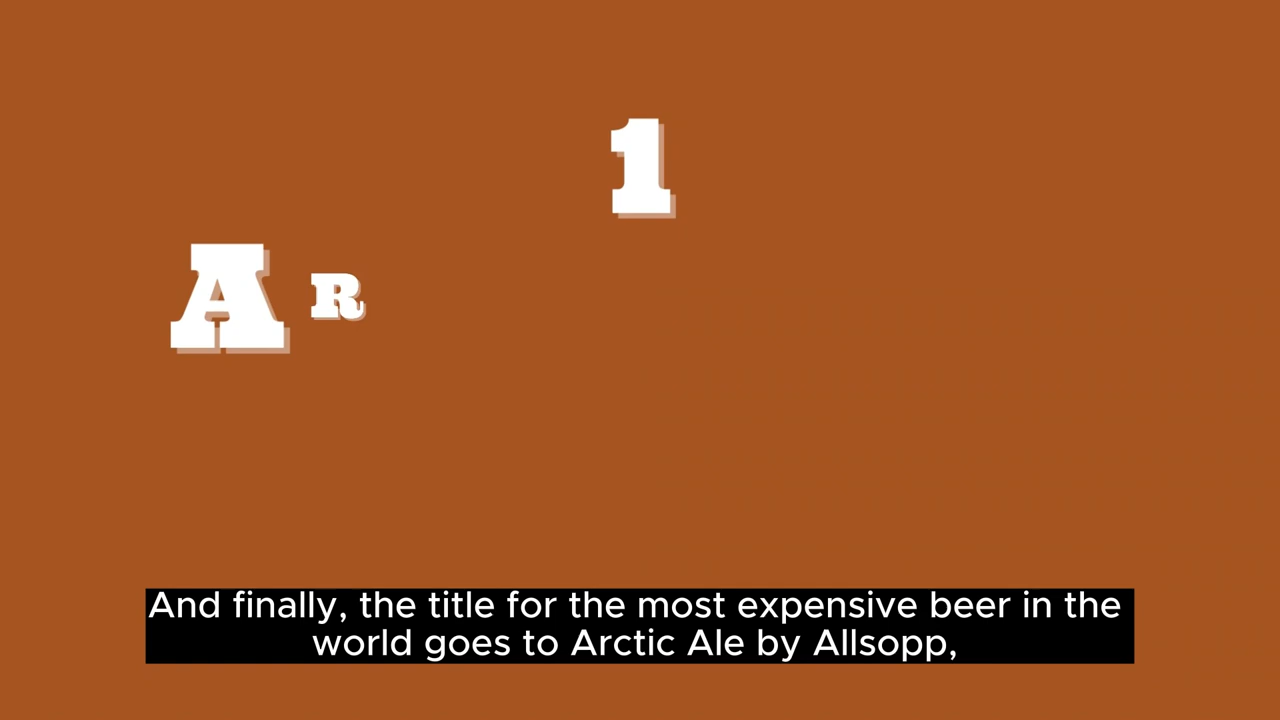 1
AR
And finally, the title for the most expensive beer in the
world goes to Arctic Ale by Allsopp,